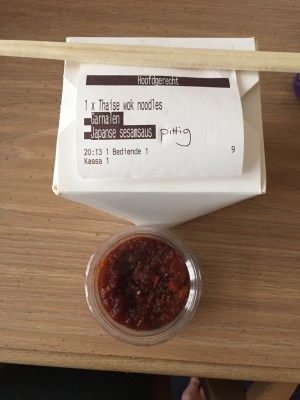 Hoofdgerecht
1 x Thaise wok noodles
Garnalen
Japanse sesamsaus pittig
20:13 1 Bediende 1 9
Kassa 1